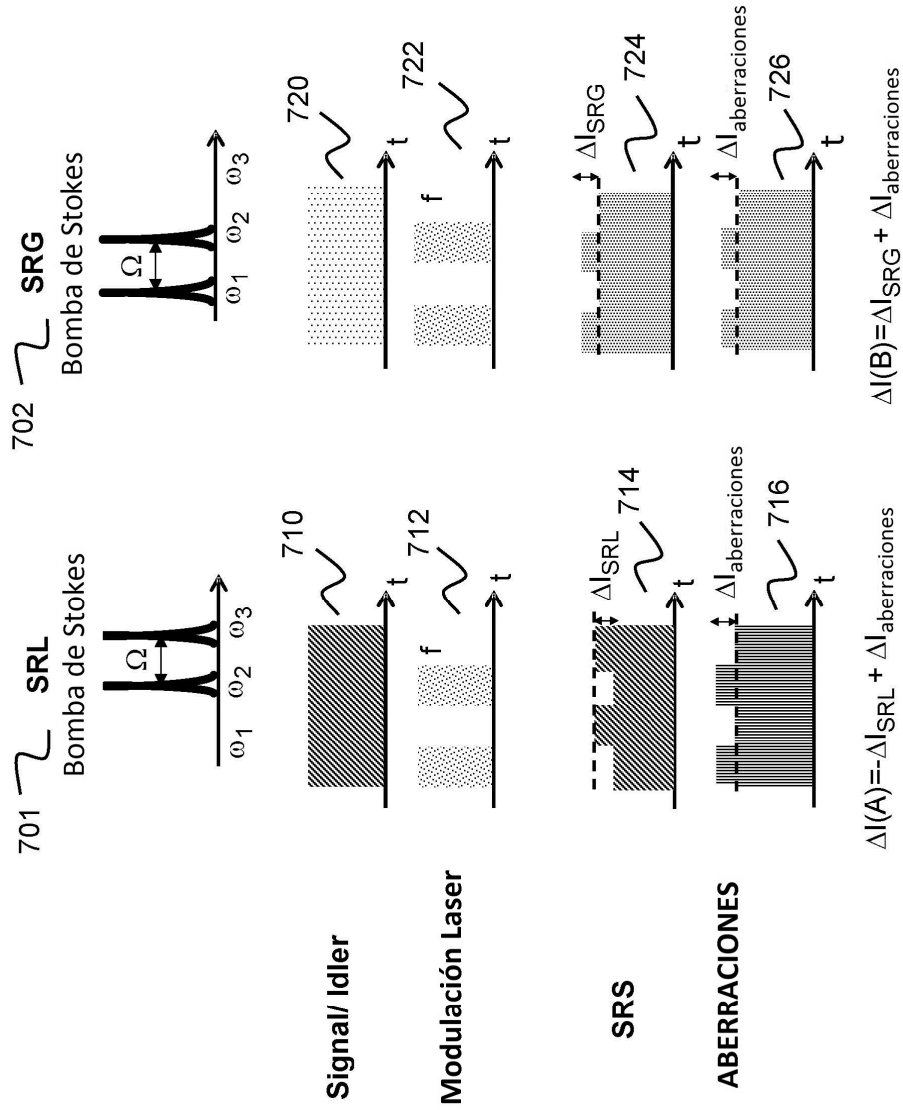 701
SRL
Bomba de Stokes
Ω
ω1 ω2 ω3
702
SRG
Bomba de Stokes
Ω
ω1 ω2 ω3
Signal/ Idler
710
t
720
t
Modulación Laser
712
f
t
722
f
t
SRS
ΔISRL
714
ΔISRG
724
ABERRACIONES
ΔIaberraciones
716
t
ΔIaberraciones
726
t
ΔI(A)=-ΔISRL + ΔIaberraciones
ΔI(B)=ΔISRG + ΔIaberraciones